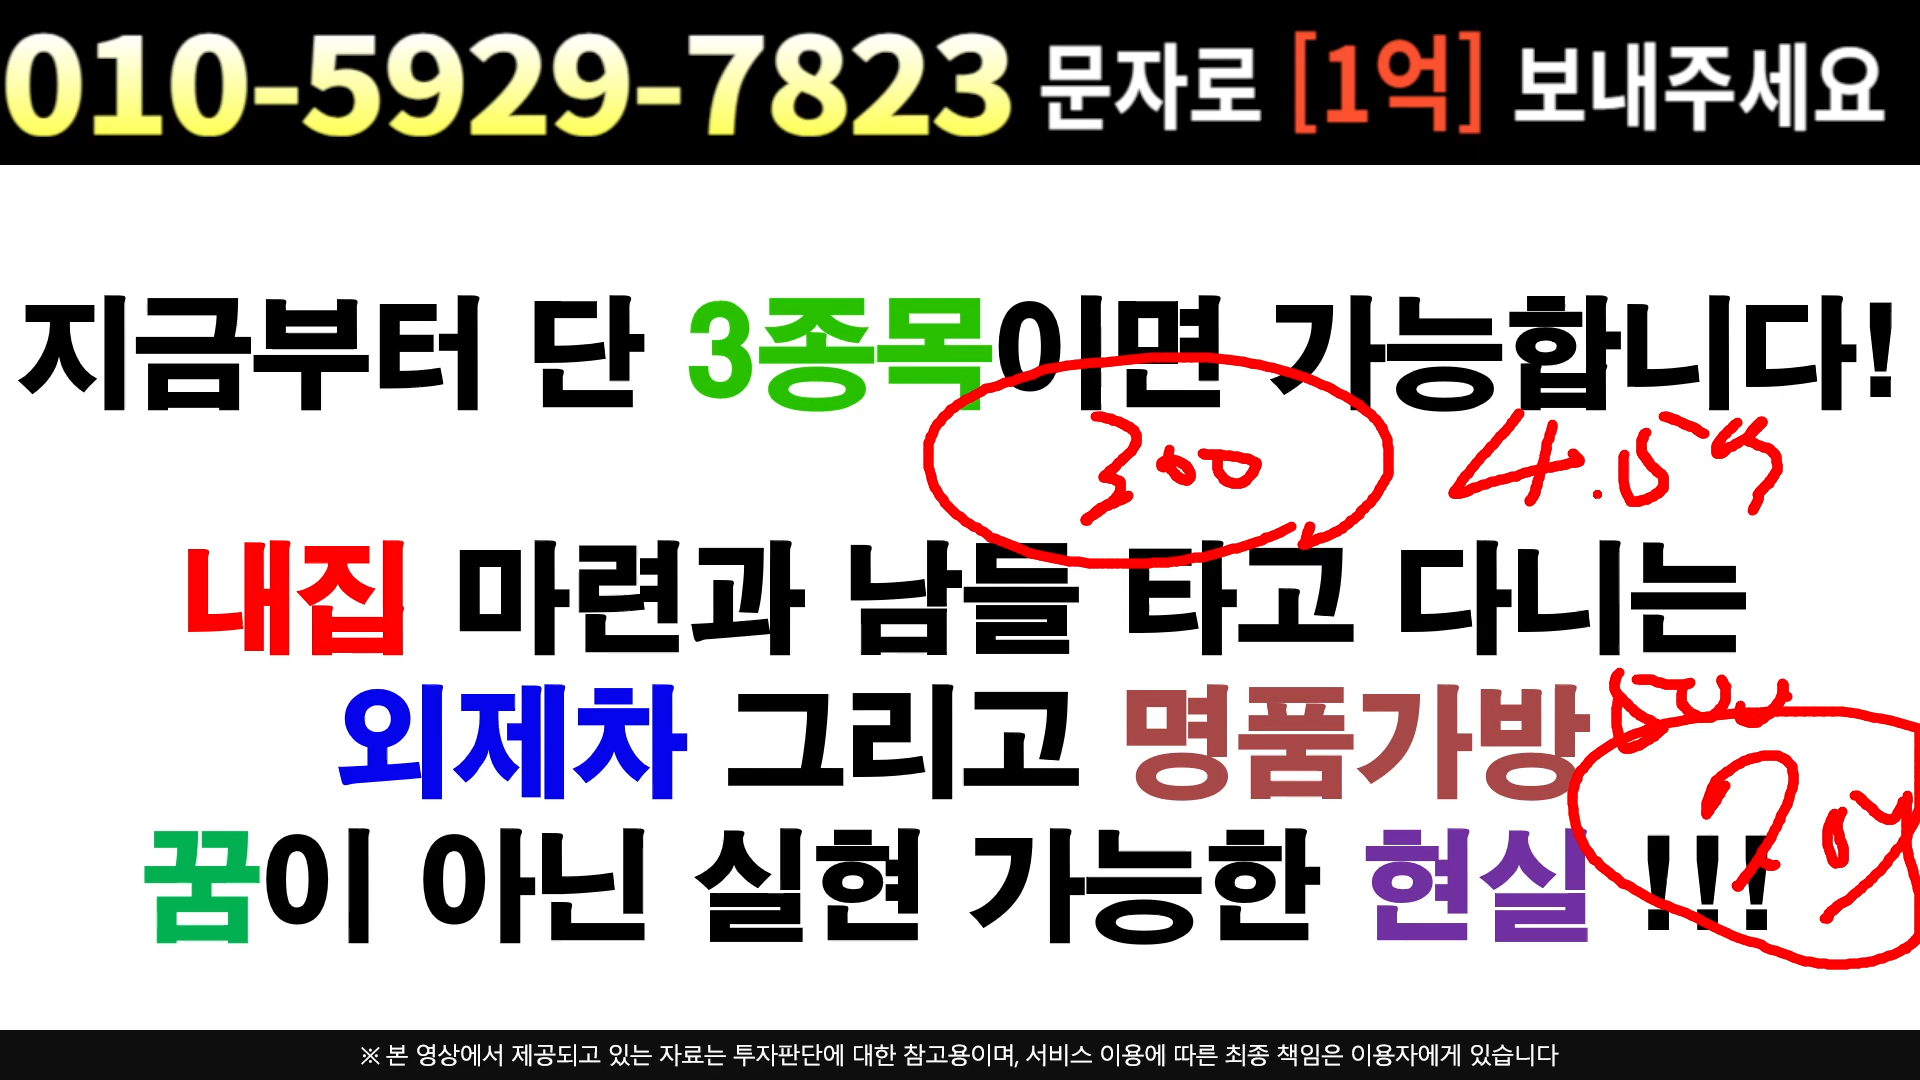 010-5929-7823 문자로 [1억] 보내주세요
지금부터 단 3종목이면 가능합니다!
300
4.5억
내집 마련과 남들 타고 다니는
500
외제차 그리고 명품가방
꿈이 아닌 실현 가능한 현실 !!!
※ 본 영상에서 제공되고 있는 자료는 투자판단에 대한 참고용이며, 서비스 이용에 따른 최종 책임은 이용자에게 있습니다